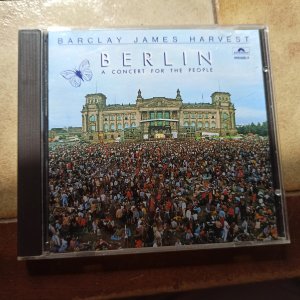 BARCLAY JAMES HARVEST
BERLIN
A CONCERT FOR THE PEOPLE